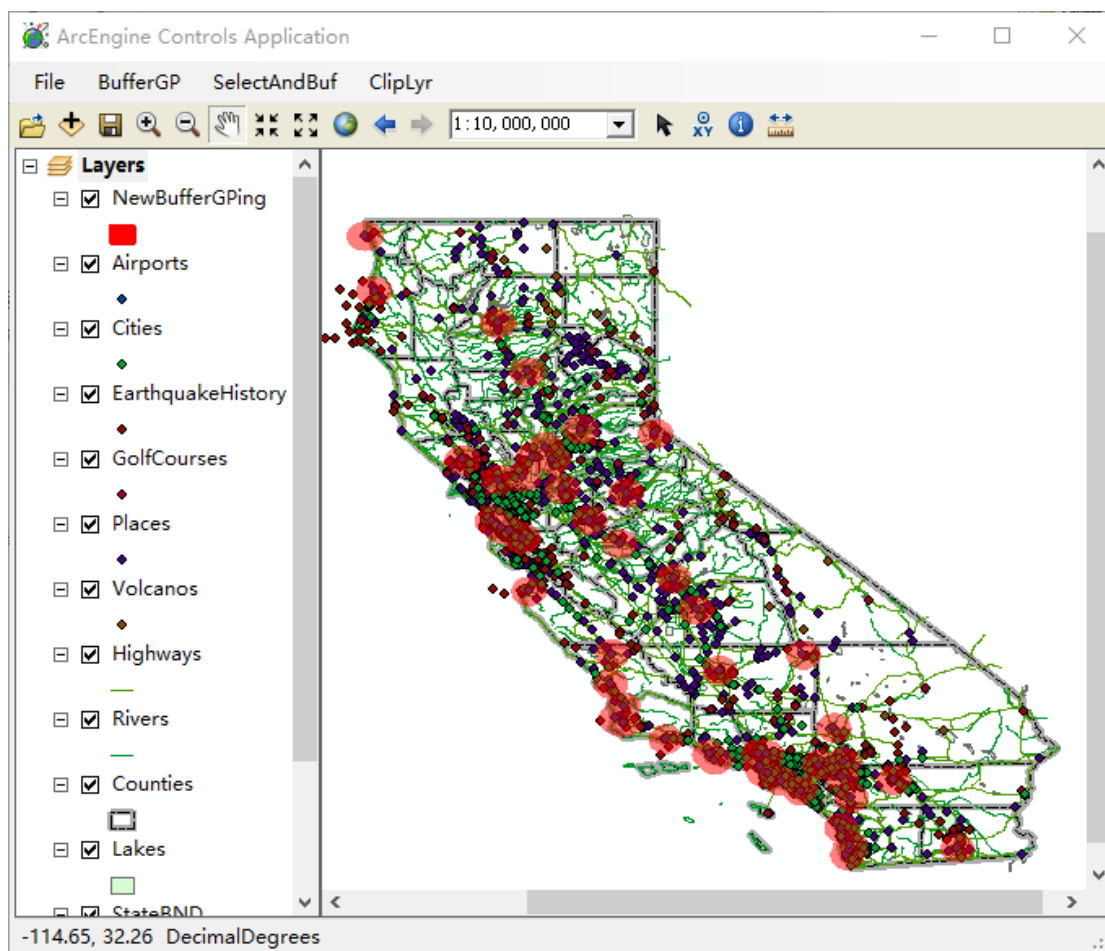 ArcEngine Controls Application
File BufferGP SelectAndBuf ClipLyr
1:10,000,000 XY
Layers
NewBufferGPing
Airports
Cities
EarthquakeHistory
GolfCourses
Places
Volcanos
Highways
Rivers
Counties
Lakes
StateBND
-114.65, 32.26 DecimalDegrees